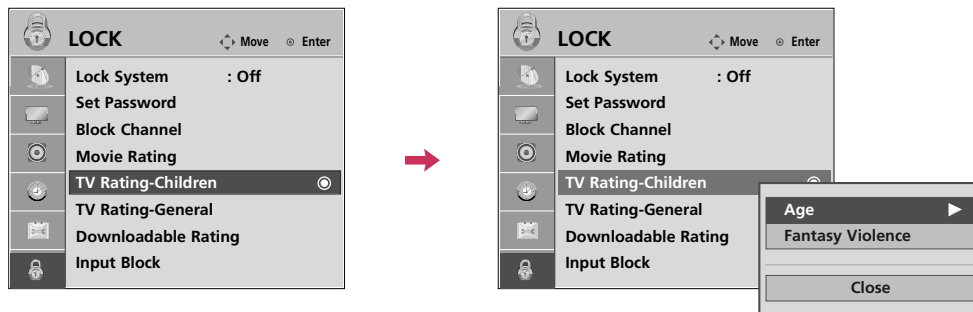 LOCK
Move Enter
Lock System : Off
Set Password
Block Channel
Movie Rating
TV Rating-Children
TV Rating-General
Downloadable Rating
Input Block
LOCK
Move Enter
Lock System : Off
Set Password
Block Channel
Movie Rating
TV Rating-Children
TV Rating-General
Downloadable Rating
Input Block
Age
Fantasy Violence
Close